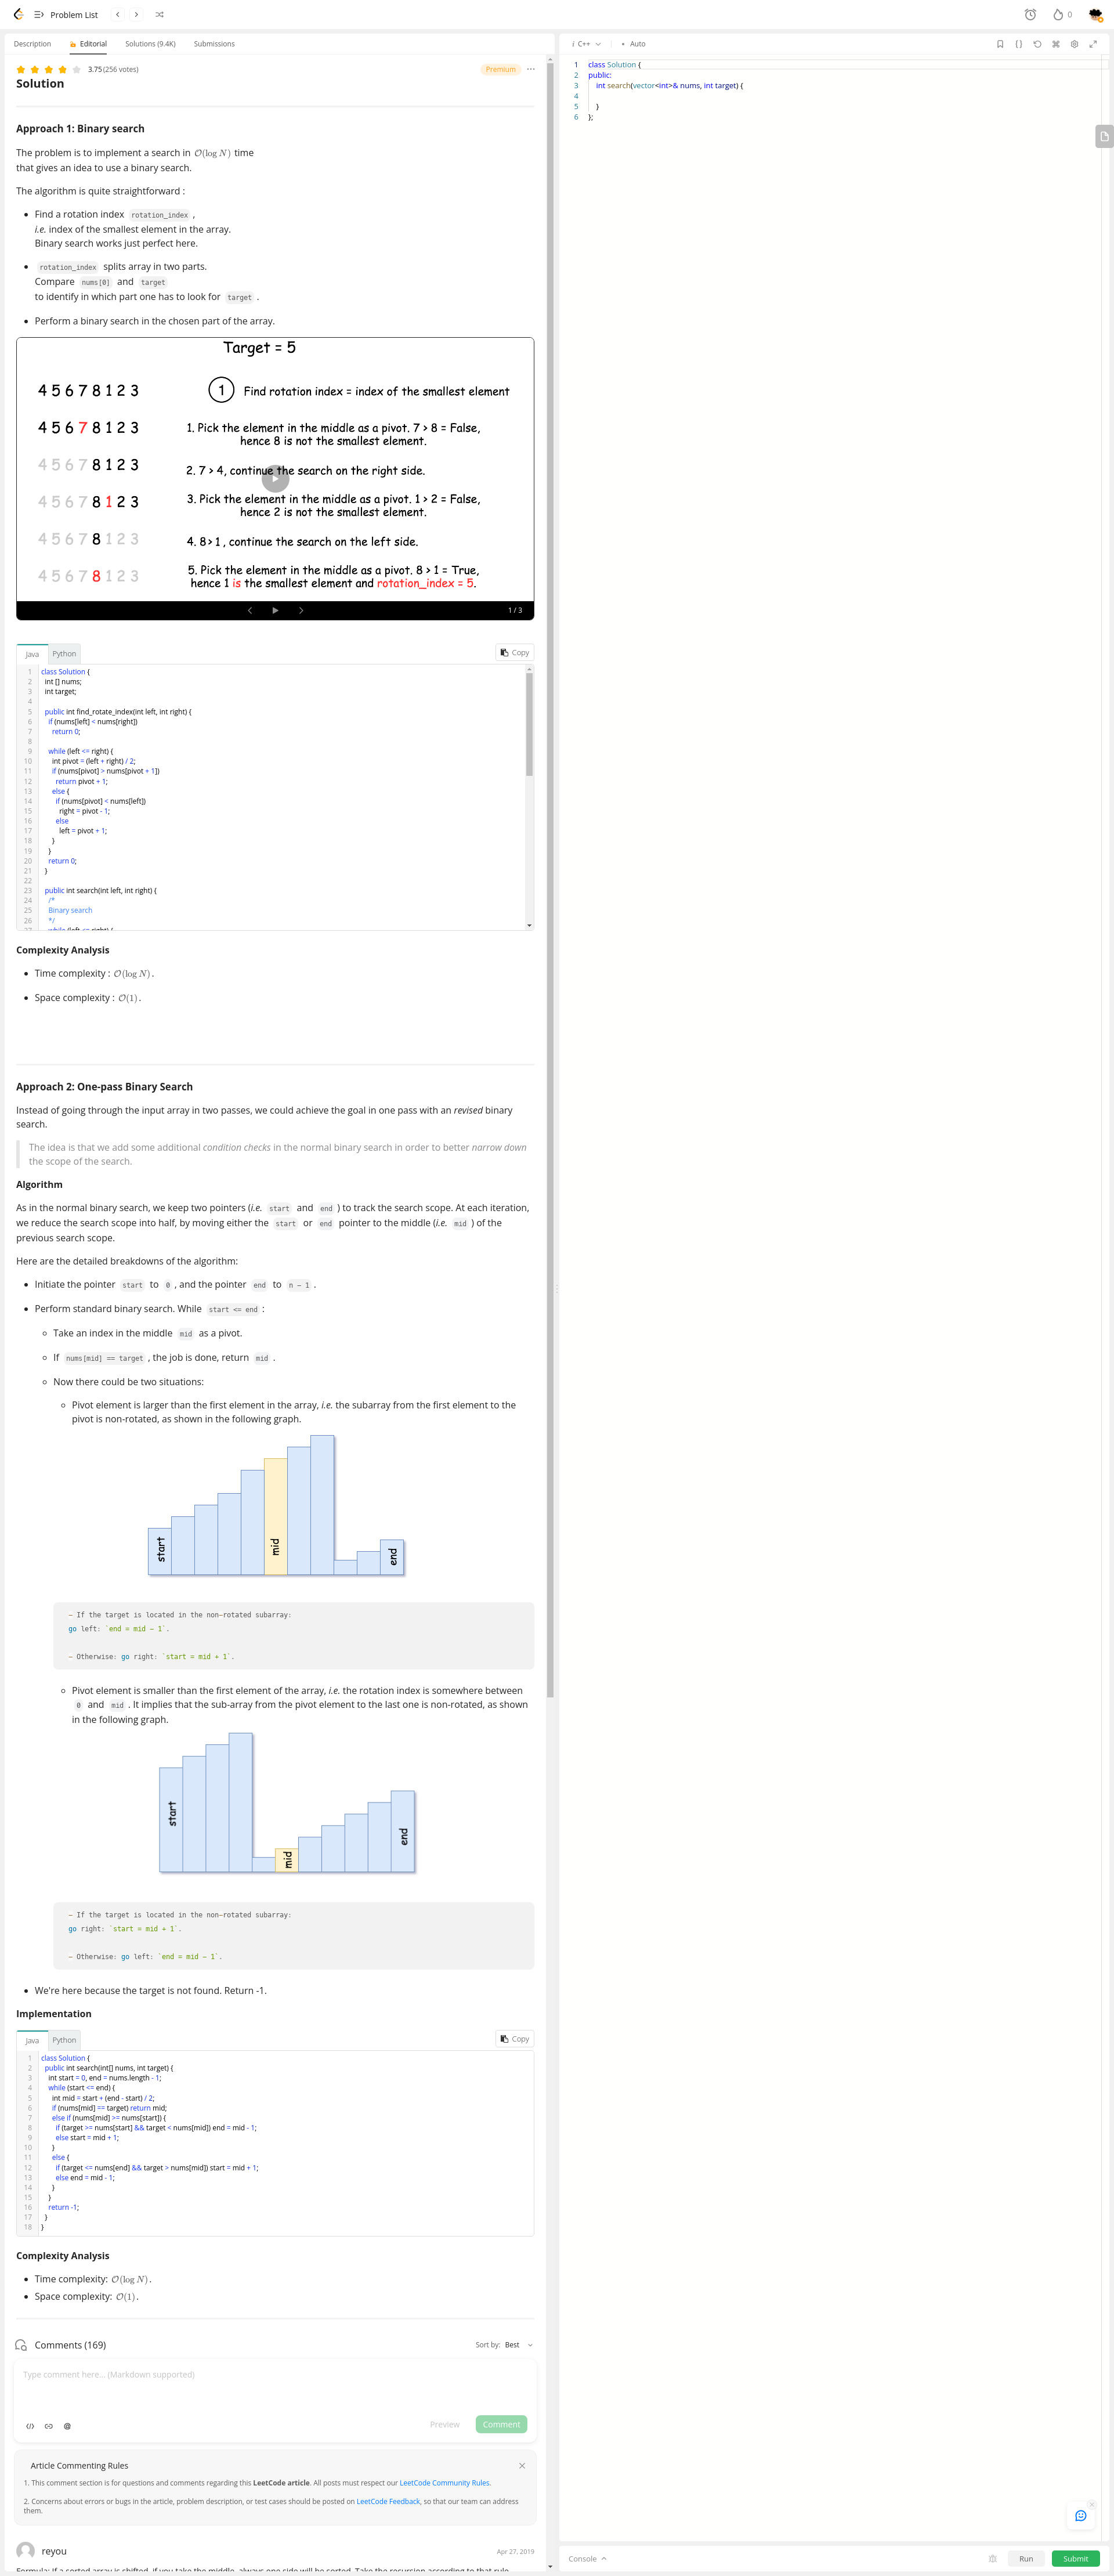 Problem List
0
Description
Editorial
Solutions (9.4K)
Submissions
3.75 (256 votes)
Premium
Solution
Approach 1: Binary search
The problem is to implement a search in O(log N) time
that gives an idea to use a binary search.
The algorithm is quite straightforward :
Find a rotation index rotation_index ,
i.e. index of the smallest element in the array.
Binary search works just perfect here.
rotation_index splits array in two parts.
Compare nums[0] and target
to identify in which part one has to look for target .
Perform a binary search in the chosen part of the array.
Target = 5
4 5 6 7 8 1 2 3
1 Find rotation index = index of the smallest element
4 5 6 7 8 1 2 3
1. Pick the element in the middle as a pivot. 7 > 8 = False,
hence 8 is not the smallest element.
4 5 6 7 8 1 2 3
2. 7 > 4, continue the search on the right side.
4 5 6 7 8 1 2 3
3. Pick the element in the middle as a pivot. 1 > 2 = False,
hence 2 is not the smallest element.
4 5 6 7 8 1 2 3
4. 8 > 1 , continue the search on the left side.
4 5 6 7 8 1 2 3
5. Pick the element in the middle as a pivot. 8 > 1 = True,
hence 1 is the smallest element and rotation_index = 5.
1 / 3
Java
Python
Copy
1 class Solution {
2 int [] nums;
3 int target;
4
5 public int find_rotate_index(int left, int right) {
6 if (nums[left] < nums[right])
7 return 0;
8
9 while (left <= right) {
10 int pivot = (left + right) / 2;
11 if (nums[pivot] > nums[pivot + 1])
12 return pivot + 1;
13 else {
14 if (nums[pivot] < nums[left])
15 right = pivot - 1;
16 else
17 left = pivot + 1;
18 }
19 }
20 return 0;
21 }
22
23 public int search(int left, int right) {
24 /*
25 Binary search
26 */
27 while (left <= right) {
Complexity Analysis
Time complexity : O(log N).
Space complexity : O(1).
Approach 2: One-pass Binary Search
Instead of going through the input array in two passes, we could achieve the goal in one pass with an revised binary
search.
The idea is that we add some additional condition checks in the normal binary search in order to better narrow down
the scope of the search.
Algorithm
As in the normal binary search, we keep two pointers (i.e. start and end ) to track the search scope. At each iteration,
we reduce the search scope into half, by moving either the start or end pointer to the middle (i.e. mid ) of the
previous search scope.
Here are the detailed breakdowns of the algorithm:
Initiate the pointer start to 0 , and the pointer end to n - 1 .
Perform standard binary search. While start <= end :
Take an index in the middle mid as a pivot.
If nums[mid] == target , the job is done, return mid .
Now there could be two situations:
Pivot element is larger than the first element in the array, i.e. the subarray from the first element to the
pivot is non-rotated, as shown in the following graph.
start
mid
end
- If the target is located in the non-rotated subarray:
go left: `end = mid - 1`.
- Otherwise: go right: `start = mid + 1`.
Pivot element is smaller than the first element of the array, i.e. the rotation index is somewhere between
0 and mid . It implies that the sub-array from the pivot element to the last one is non-rotated, as shown
in the following graph.
start
mid
end
- If the target is located in the non-rotated subarray:
go right: `start = mid + 1`.
- Otherwise: go left: `end = mid - 1`.
We're here because the target is not found. Return -1.
Implementation
Java
Python
Copy
1 class Solution {
2 public int search(int[] nums, int target) {
3 int start = 0, end = nums.length - 1;
4 while (start <= end) {
5 int mid = start + (end - start) / 2;
6 if (nums[mid] == target) return mid;
7 else if (nums[mid] >= nums[start]) {
8 if (target >= nums[start] && target < nums[mid]) end = mid - 1;
9 else start = mid + 1;
10 }
11 else {
12 if (target <= nums[end] && target > nums[mid]) start = mid + 1;
13 else end = mid - 1;
14 }
15 }
16 return -1;
17 }
18 }
Complexity Analysis
Time complexity: O(log N).
Space complexity: O(1).
Comments (169)
Sort by: Best
Type comment here... (Markdown supported)
Preview
Comment
Article Commenting Rules
1. This comment section is for questions and comments regarding this LeetCode article. All posts must respect our LeetCode Community Rules.
2. Concerns about errors or bugs in the article, problem description, or test cases should be posted on LeetCode Feedback, so that our team can address
them.
reyou
Apr 27, 2019
Formula: If a sorted array is shifted, if you take the middle, always one side will be sorted. Take the recursion according to that rule.
i C++
Auto
1 class Solution {
2 public:
3 int search(vector<int>& nums, int target) {
4
5 }
6 };
Console
Run
Submit